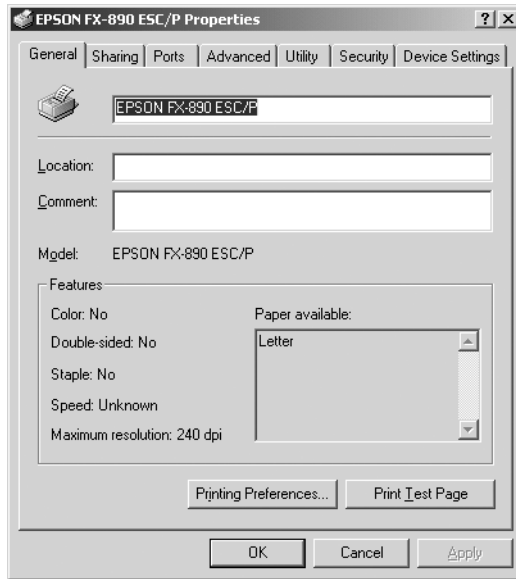 EPSON FX-890 ESC/P Properties
General Sharing Ports Advanced Utility Security Device Settings
EPSON FX-890 ESC/P
Location:
Comment:
Model: EPSON FX-890 ESC/P
Features
Color: No
Paper available:
Double-sided: No
Letter
Staple: No
Speed: Unknown
Maximum resolution: 240 dpi
Printing Preferences... Print Test Page
OK Cancel Apply